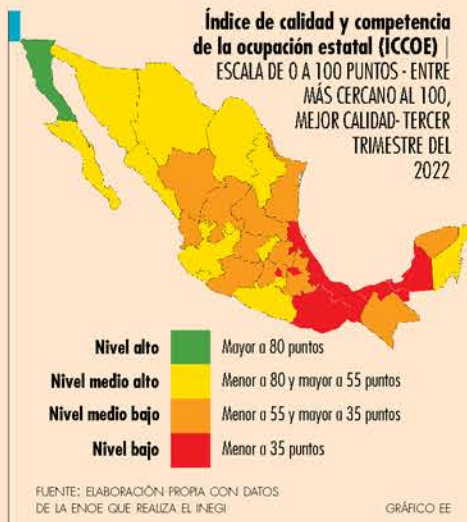 Índice de calidad y competencia
de la ocupación estatal (ICCOE) |
ESCALA DE 0 A 100 PUNTOS - ENTRE
MÁS CERCANO AL 100,
MEJOR CALIDAD- TERCER
TRIMESTRE DEL
2022
Nivel alto Mayor a 80 puntos
Nivel medio alto Menor a 80 y mayor a 55 puntos
Nivel medio bajo Menor a 55 y mayor a 35 puntos
Nivel bajo Menor a 35 puntos
FUENTE: ELABORACIÓN PROPIA CON DATOS
DE LA ENOE QUE REALIZA EL INEGI
GRÁFICO EE